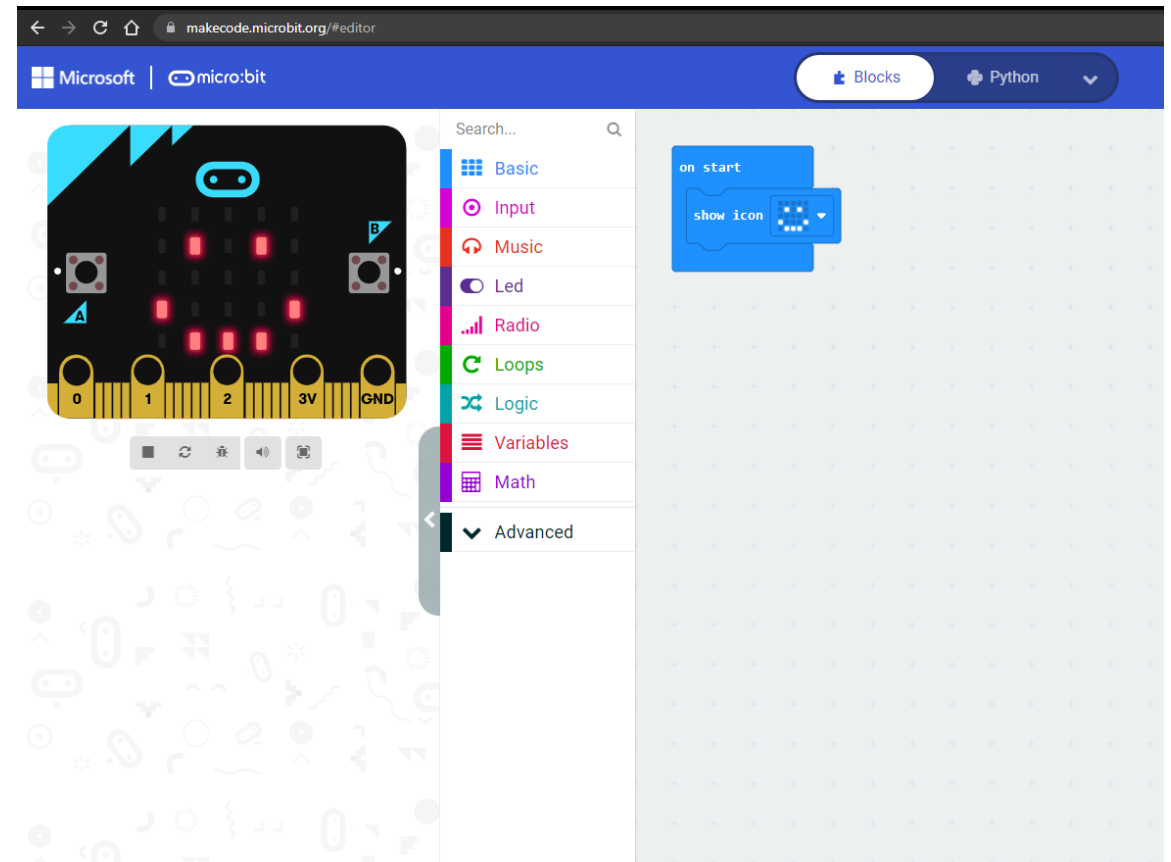 makecode.microbit.org/#editor
Microsoft micro:bit Blocks Python
Search...
Basic
Input
Music
Led
Radio
Loops
Logic
Variables
Math
Advanced
B
A
0 1 2 3V GND
on start
show icon